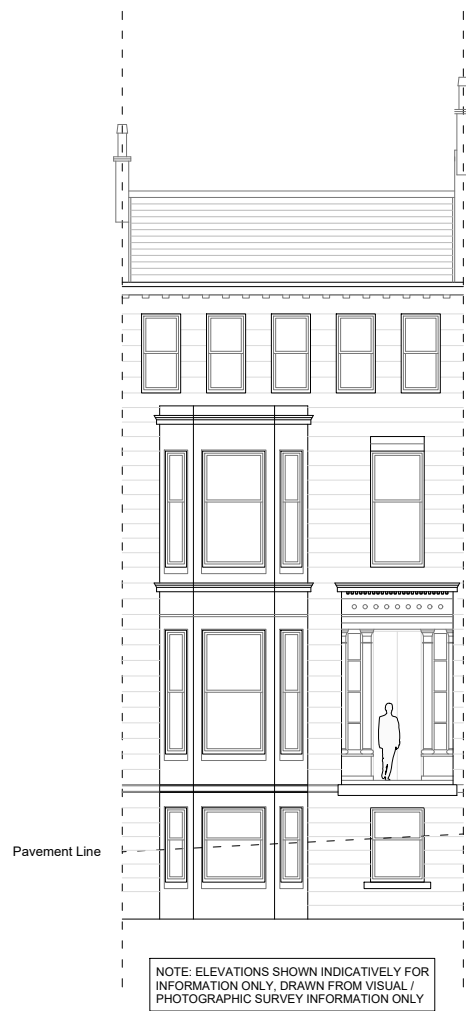 Pavement Line
NOTE: ELEVATIONS SHOWN INDICATIVELY FOR
INFORMATION ONLY, DRAWN FROM VISUAL /
PHOTOGRAPHIC SURVEY INFORMATION ONLY